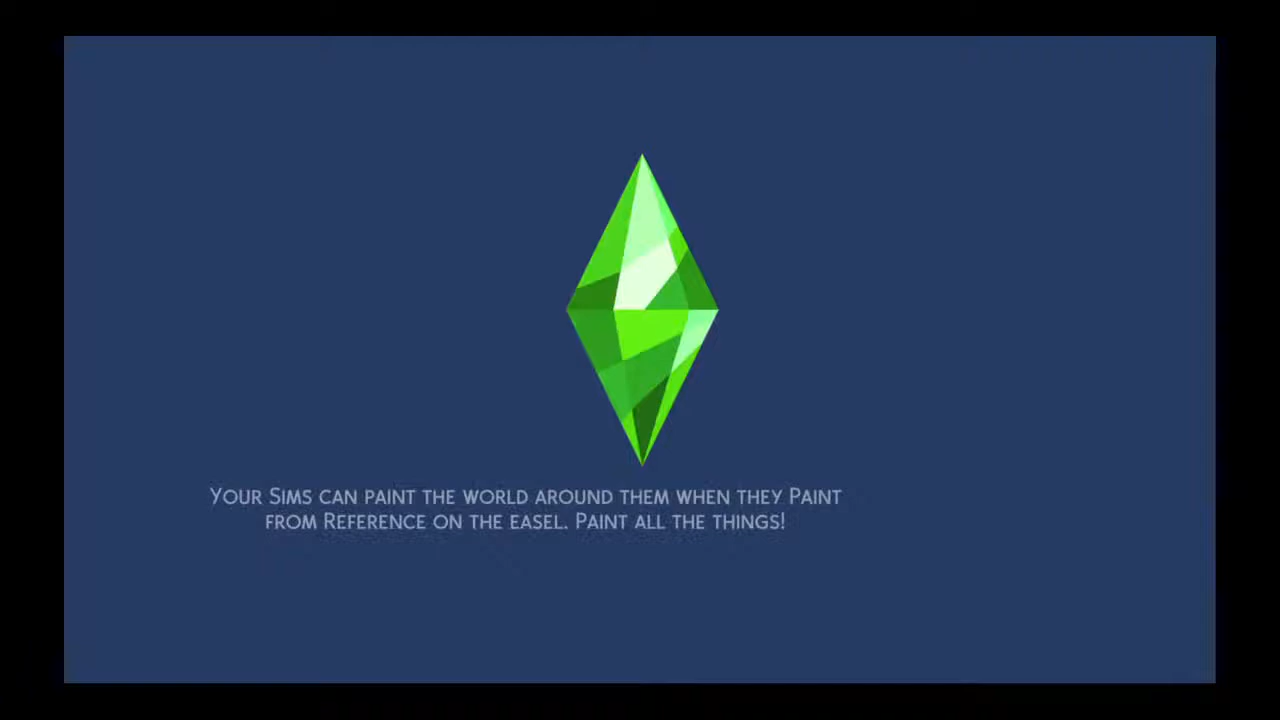 Your Sims can paint the world around them when they Paint
from Reference on the easel. Paint all the things!